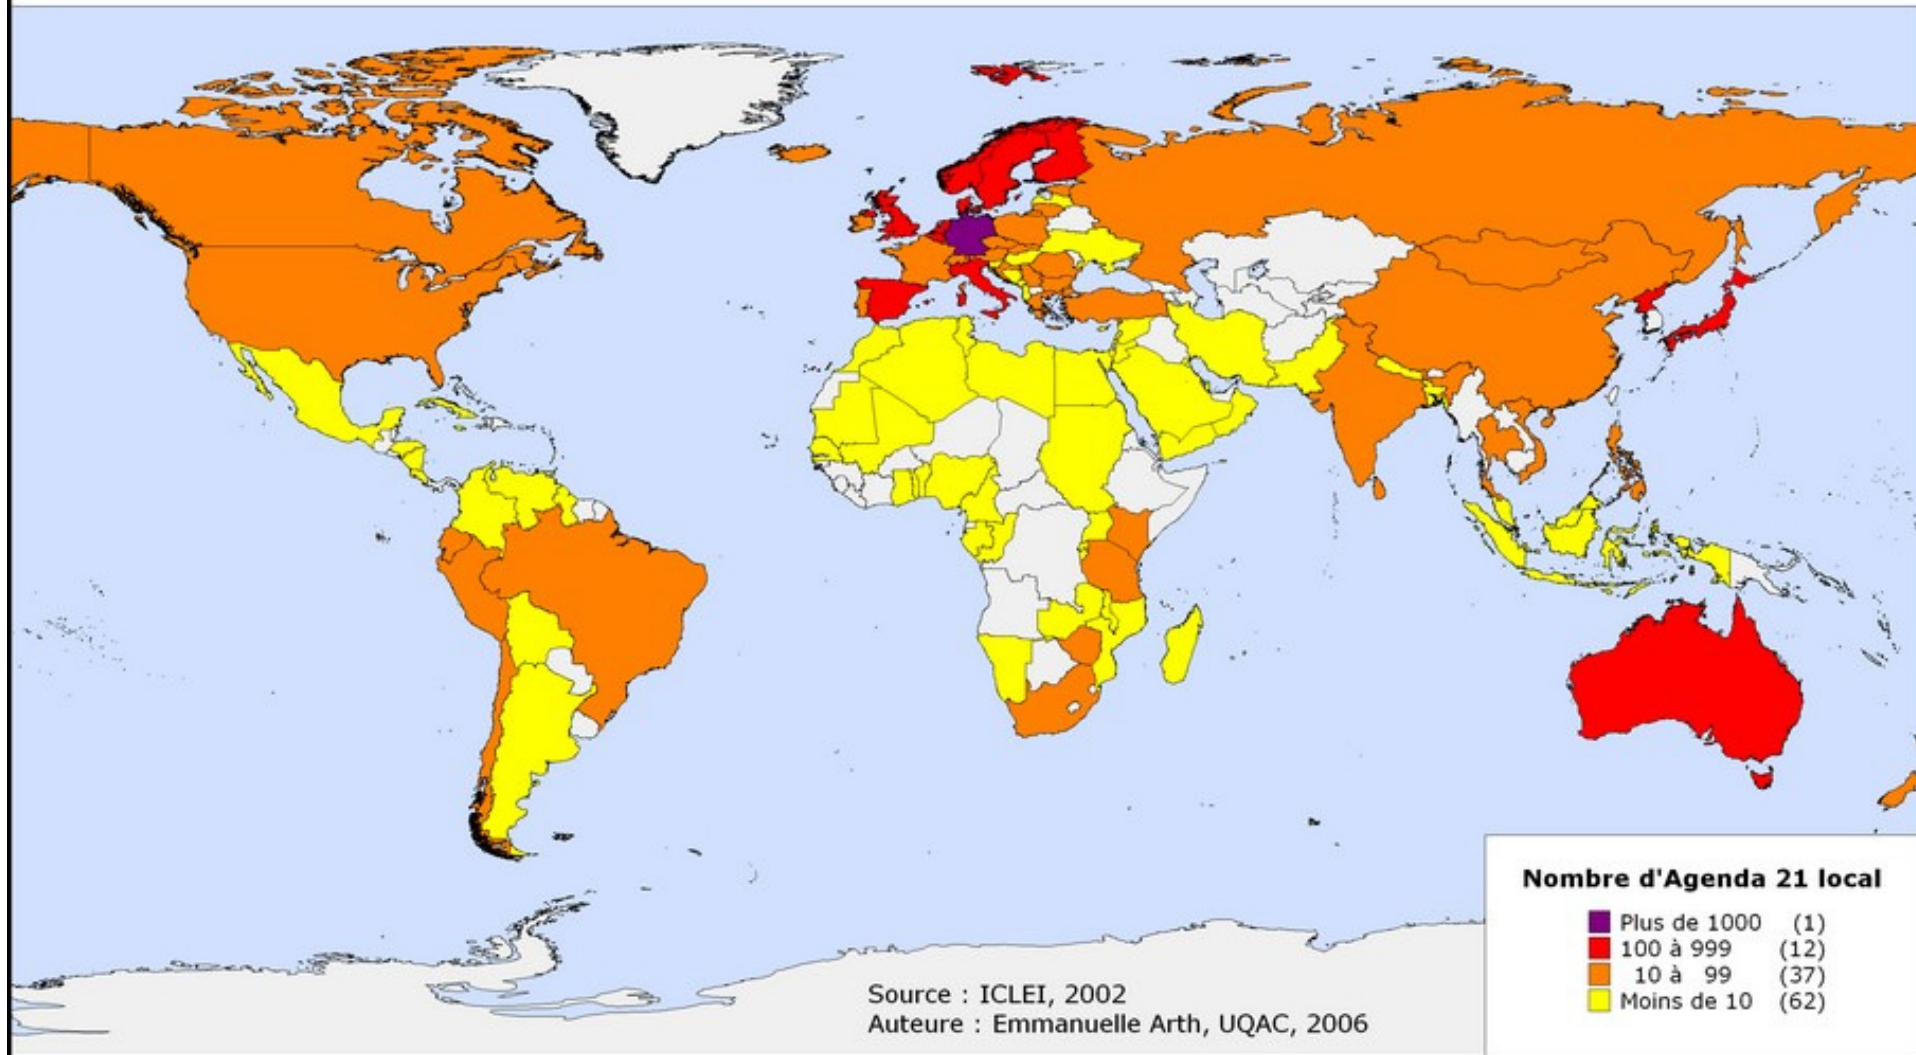 Nombre d'Agenda 21 local
Plus de 1000 (1)
100 à 999 (12)
10 à 99 (37)
Moins de 10 (62)
Source : ICLEI, 2002
Auteure : Emmanuelle Arth, UQAC, 2006